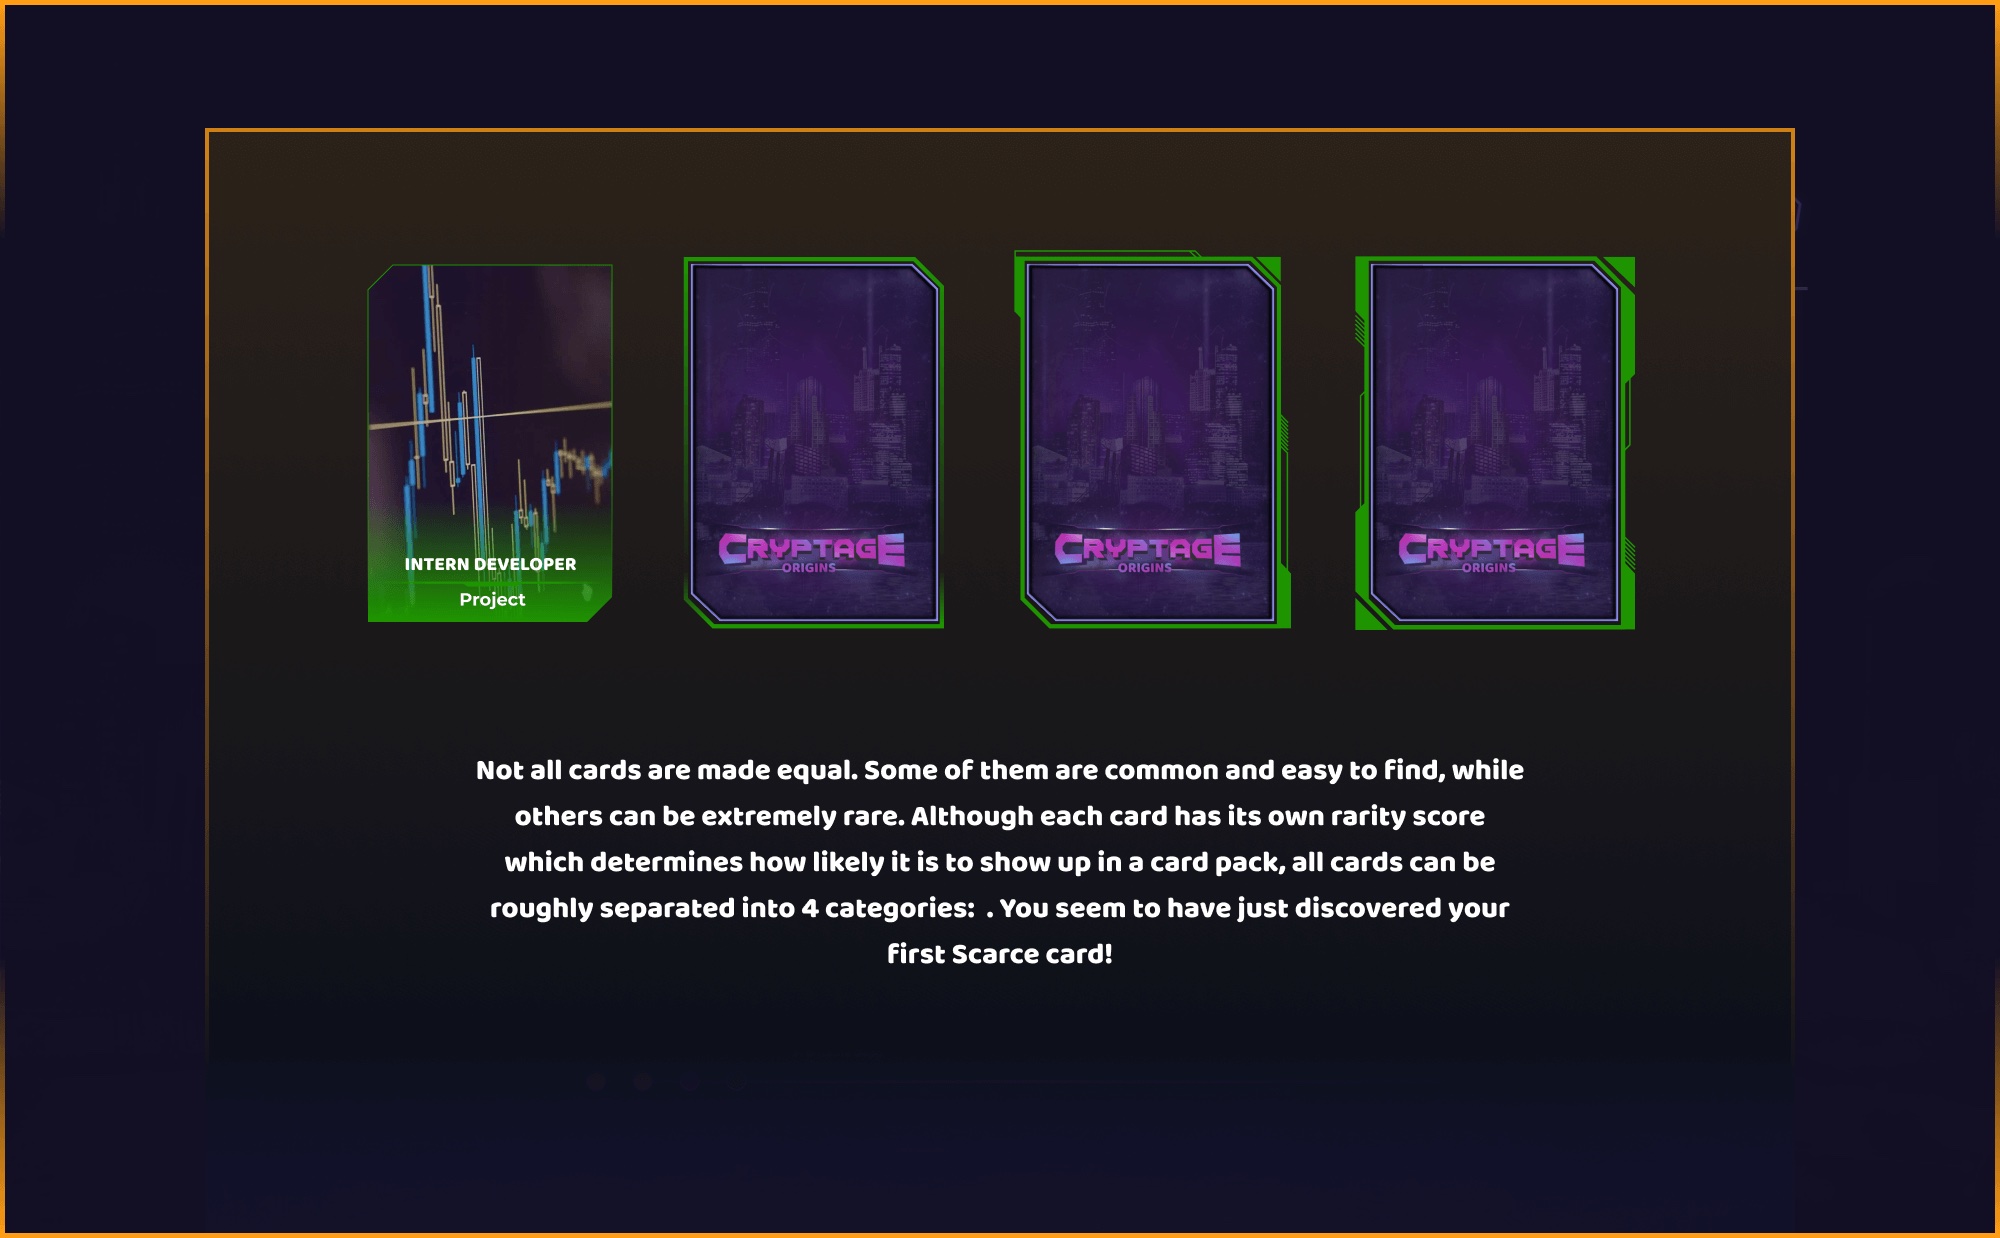 INTERN DEVELOPER
Project
CRYPTAGE
ORIGINS
CRYPTAGE
ORIGINS
CRYPTAGE
ORIGINS
Not all cards are made equal. Some of them are common and easy to find, while
others can be extremely rare. Although each card has its own rarity score
which determines how likely it is to show up in a card pack, all cards can be
roughly separated into 4 categories:  . You seem to have just discovered your
first Scarce card!